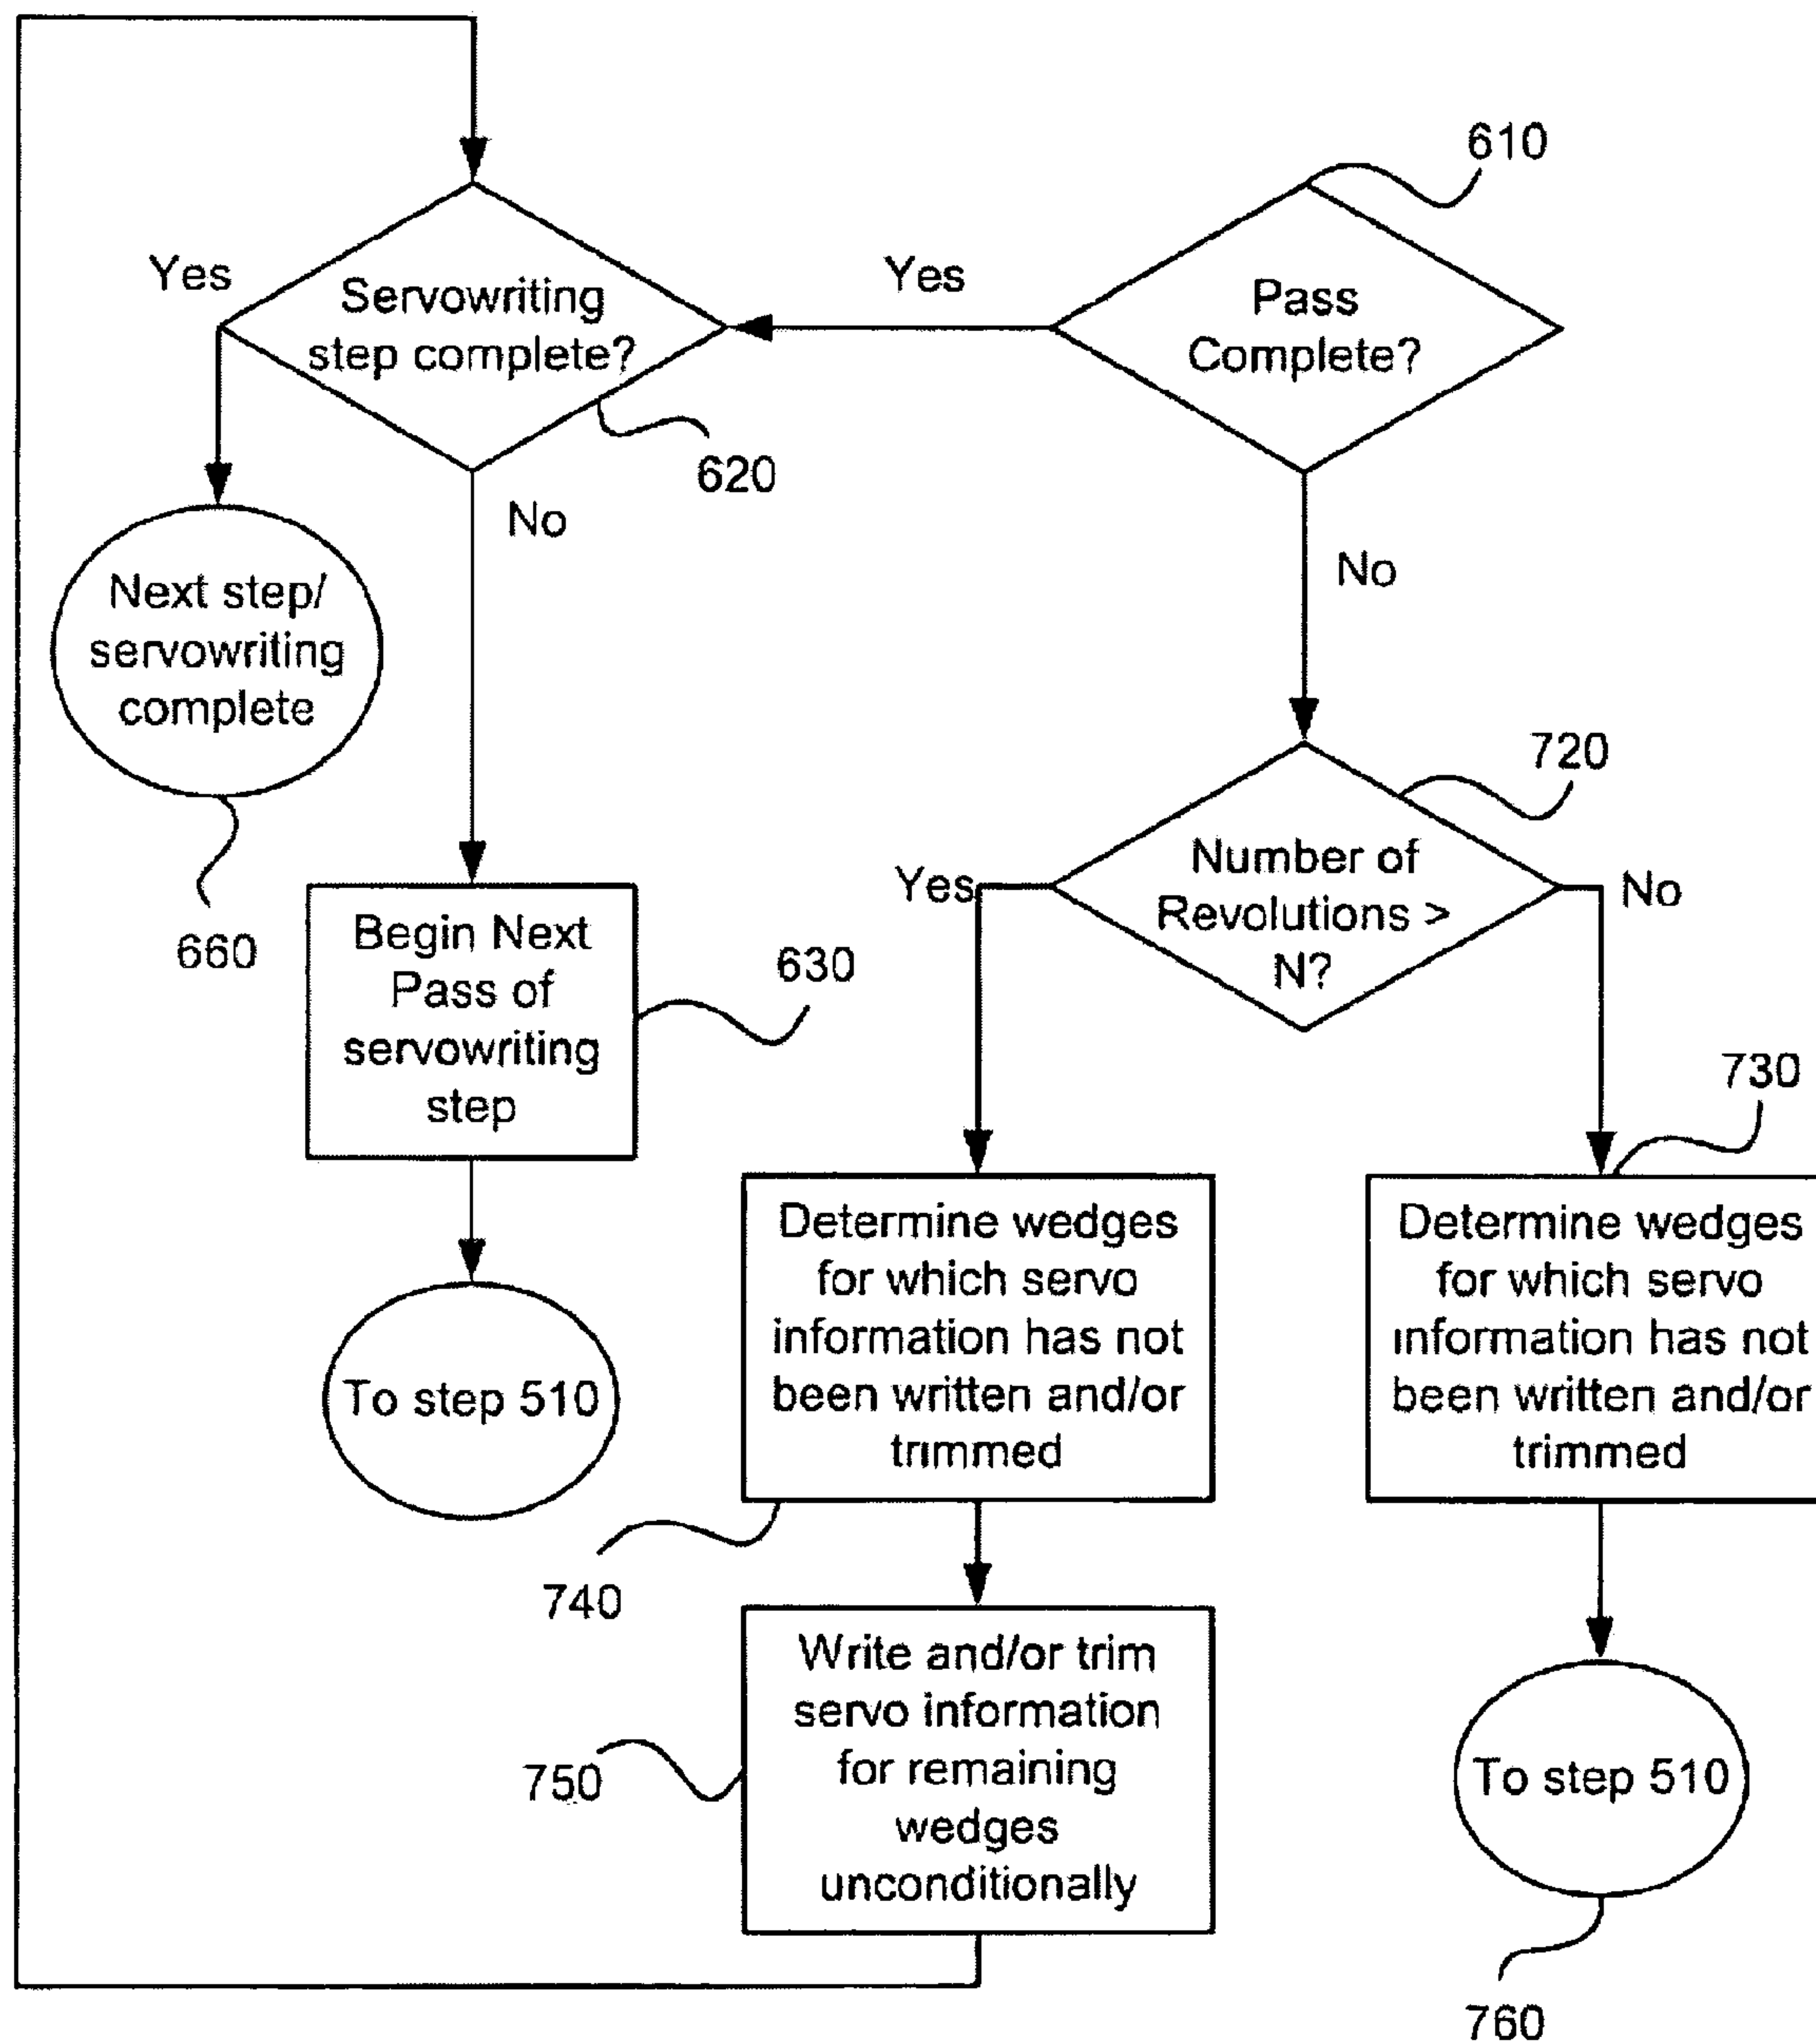 610
Yes
Servowriting
step complete?
Yes
Pass
Complete?
620
No
No
Next step/
servowriting
complete
660
720
Number of
Revolutions >
N?
Yes
No
Begin Next
Pass of
servowriting
step
630
730
To step 510
Determine wedges
for which servo
information has not
been written and/or
trimmed
740
Determine wedges
for which servo
information has not
been written and/or
trimmed
Write and/or trim
servo information
for remaining
wedges
unconditionally
750
To step 510
760